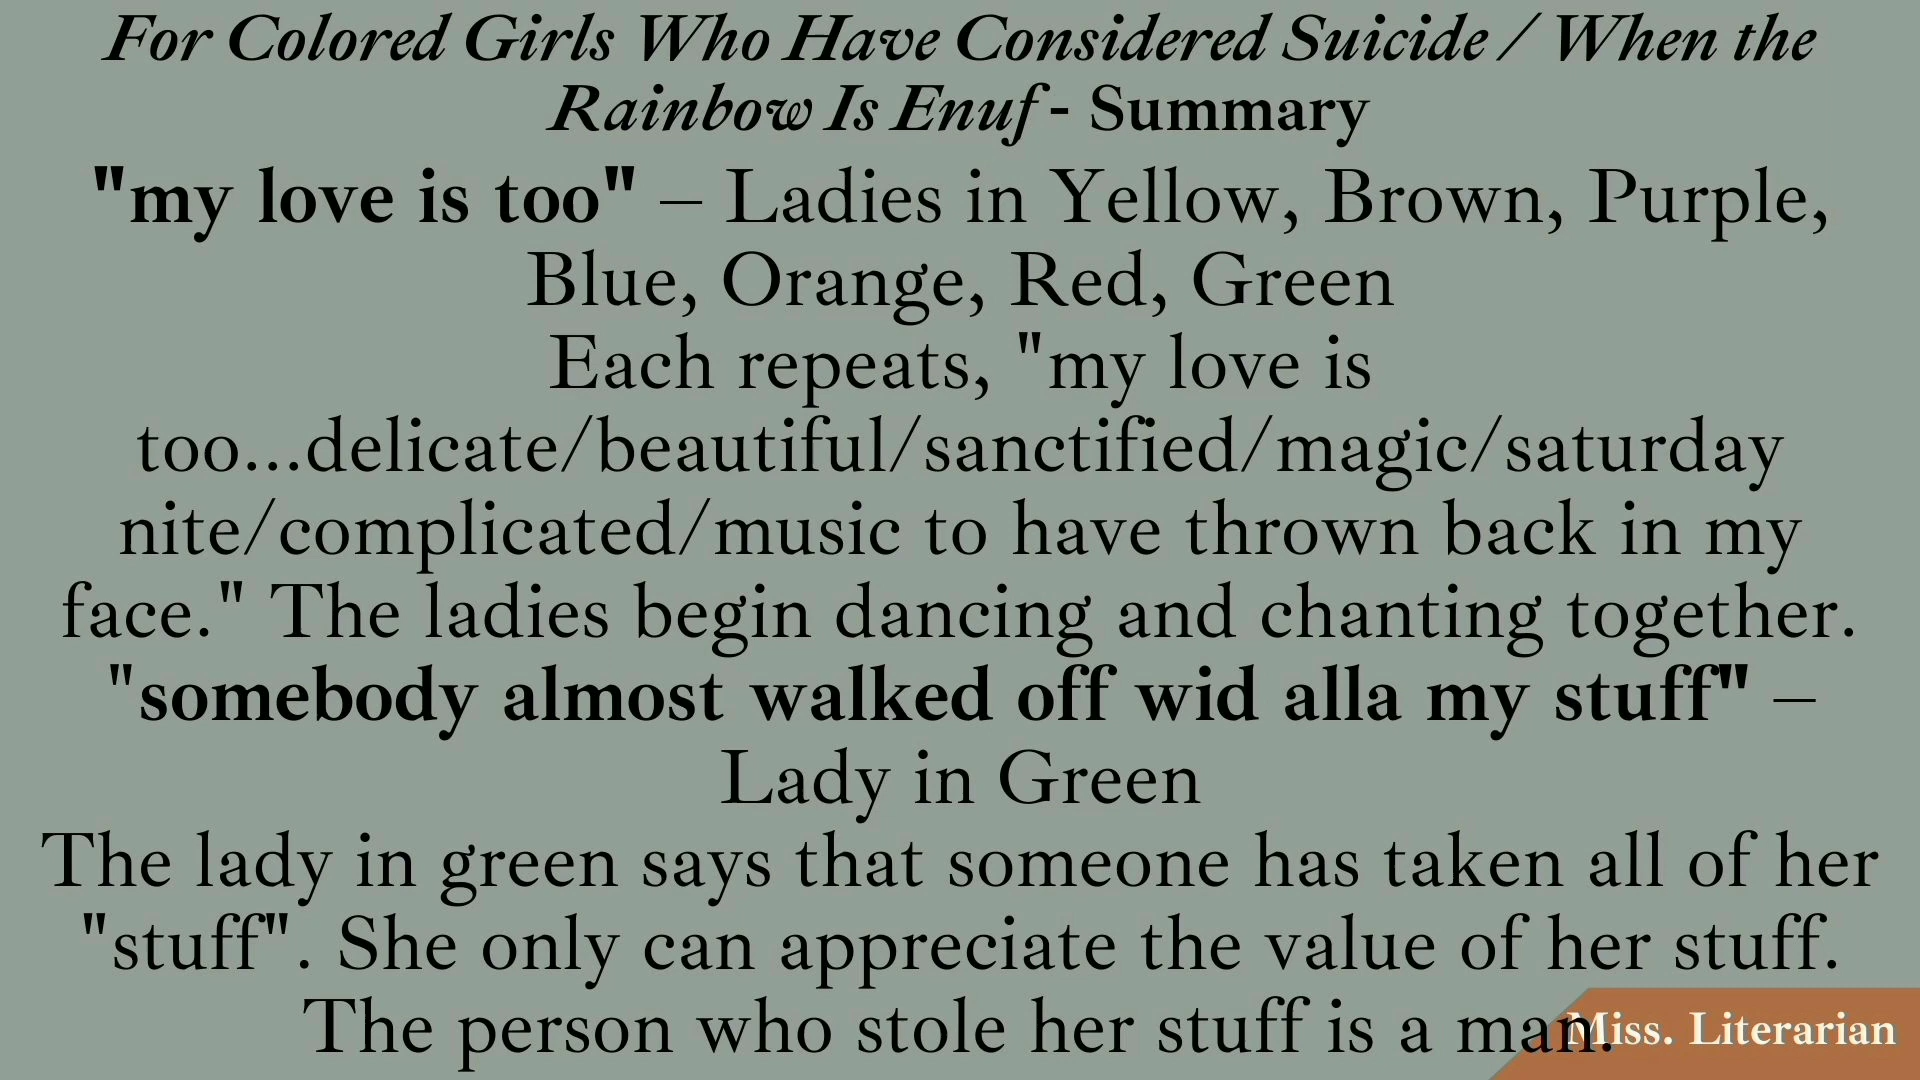 For Colored Girls Who Have Considered Suicide / When the
Rainbow Is Enuf - Summary
"my love is too" – Ladies in Yellow, Brown, Purple,
Blue, Orange, Red, Green
Each repeats, "my love is
too...delicate/beautiful/sanctified/magic/saturday
nite/complicated/music to have thrown back in my
face." The ladies begin dancing and chanting together.
"somebody almost walked off wid alla my stuff" –
Lady in Green
The lady in green says that someone has taken all of her
"stuff". She only can appreciate the value of her stuff.
The person who stole her stuff is a man.
Miss. Literarian